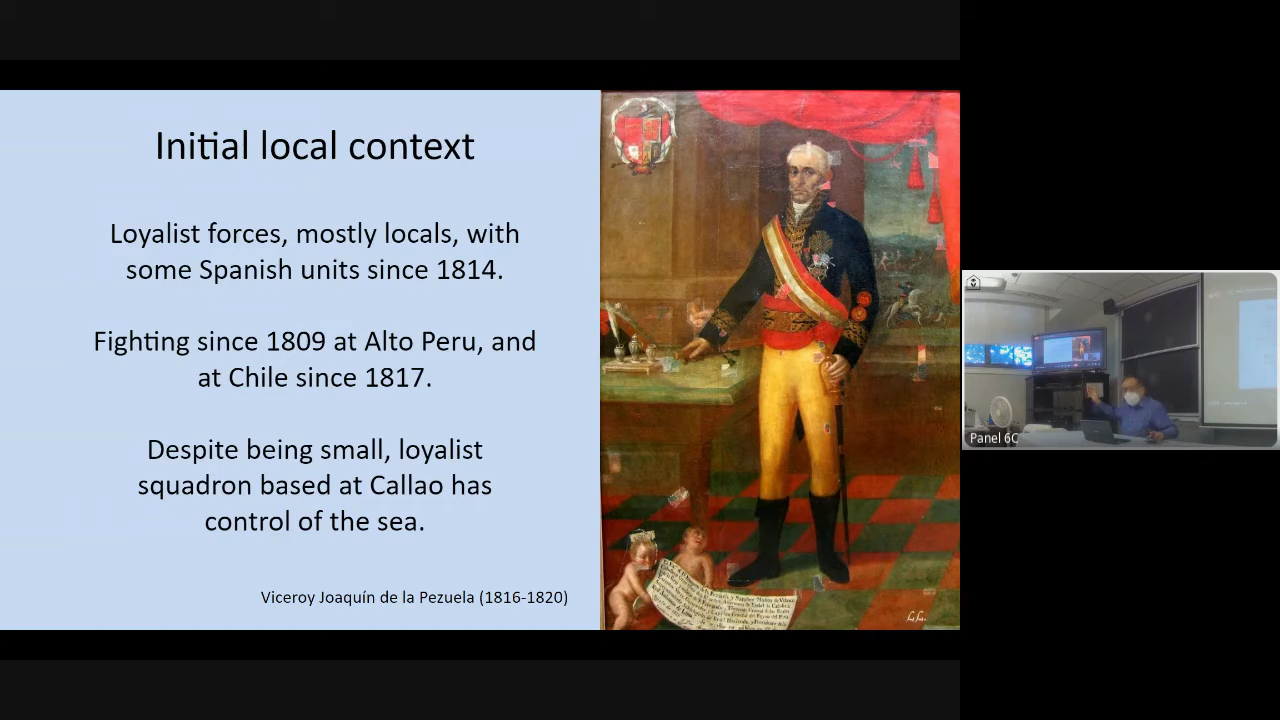 Initial local context
Loyalist forces, mostly locals, with
some Spanish units since 1814.
Fighting since 1809 at Alto Peru, and
at Chile since 1817.
Despite being small, loyalist
squadron based at Callao has
control of the sea.
Viceroy Joaquín de la Pezuela (1816-1820)
Panel 6C